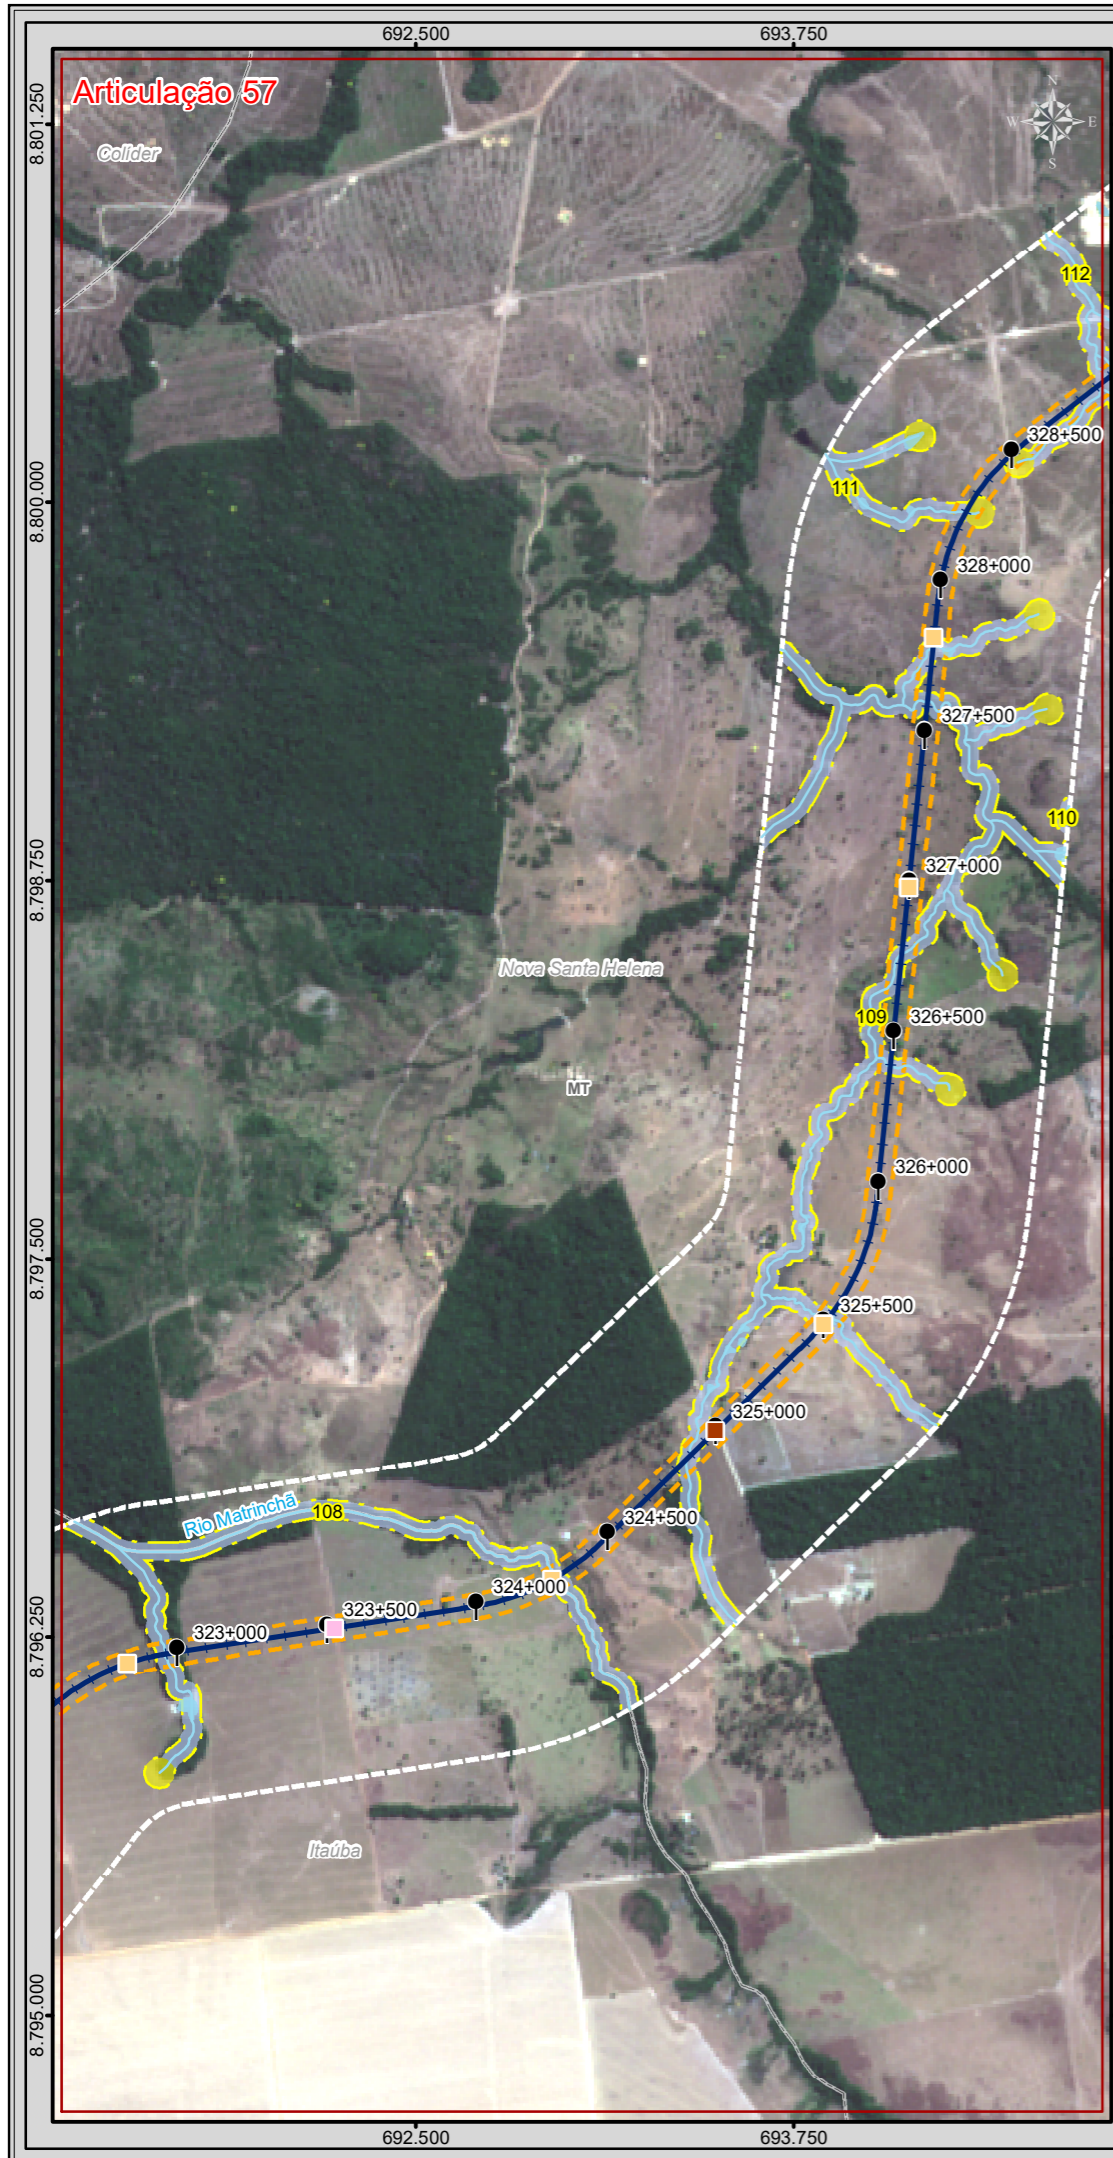 692.500
693.750
Articulação 57
N
W
E
S
8.801.250
Colíder
112
328+500
111
8.800.000
328+000
327+500
110
8.798.750
327+000
Nova Santa Helena
109
326+500
MT
326+000
8.797.500
325+500
325+000
Rio Matrinchã
108
324+500
324+000
323+500
323+000
8.796.250
Itaúba
8.795.000
692.500
693.750